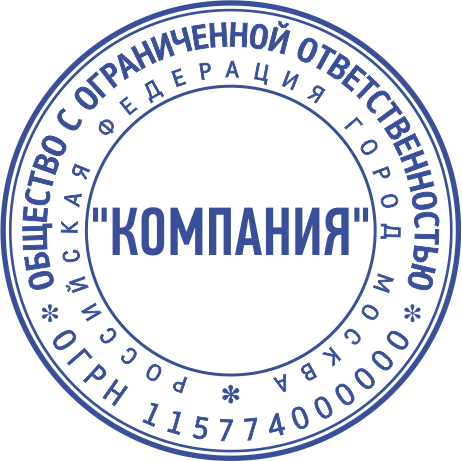 ОБЩЕСТВО С ОГРАНИЧЕННОЙ ОТВЕТСТВЕННОСТЬЮ
* ОГРН 1157740000000 *
РОССИЙСКАЯ ФЕДЕРАЦИЯ ГОРОД МОСКВА *
"КОМПАНИЯ"